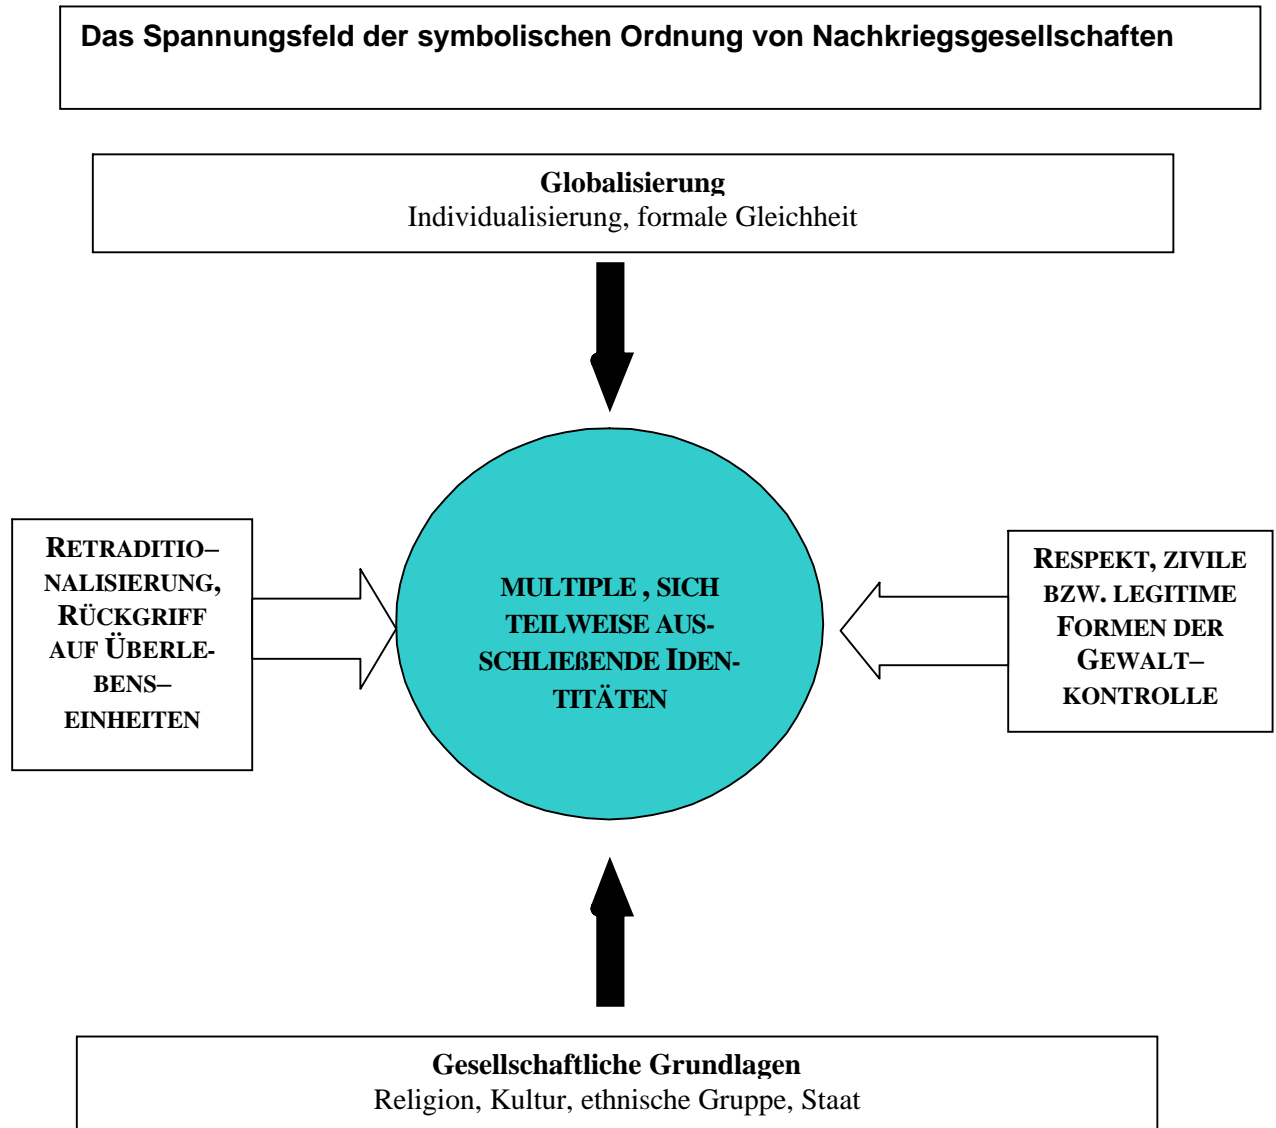 Das Spannungsfeld der symbolischen Ordnung von Nachkriegsgesellschaften
Globalisierung
Individualisierung, formale Gleichheit
RETRADITIO–
NALISIERUNG,
RÜCKGRIFF
AUF ÜBERLE-
BENS–
EINHEITEN
MULTIPLE , SICH
TEILWEISE AUS-
SCHLIEßENDE IDEN-
TITÄTEN
RESPEKT, ZIVILE
BZW. LEGITIME
FORMEN DER
GEWALT–
KONTROLLE
Gesellschaftliche Grundlagen
Religion, Kultur, ethnische Gruppe, Staat